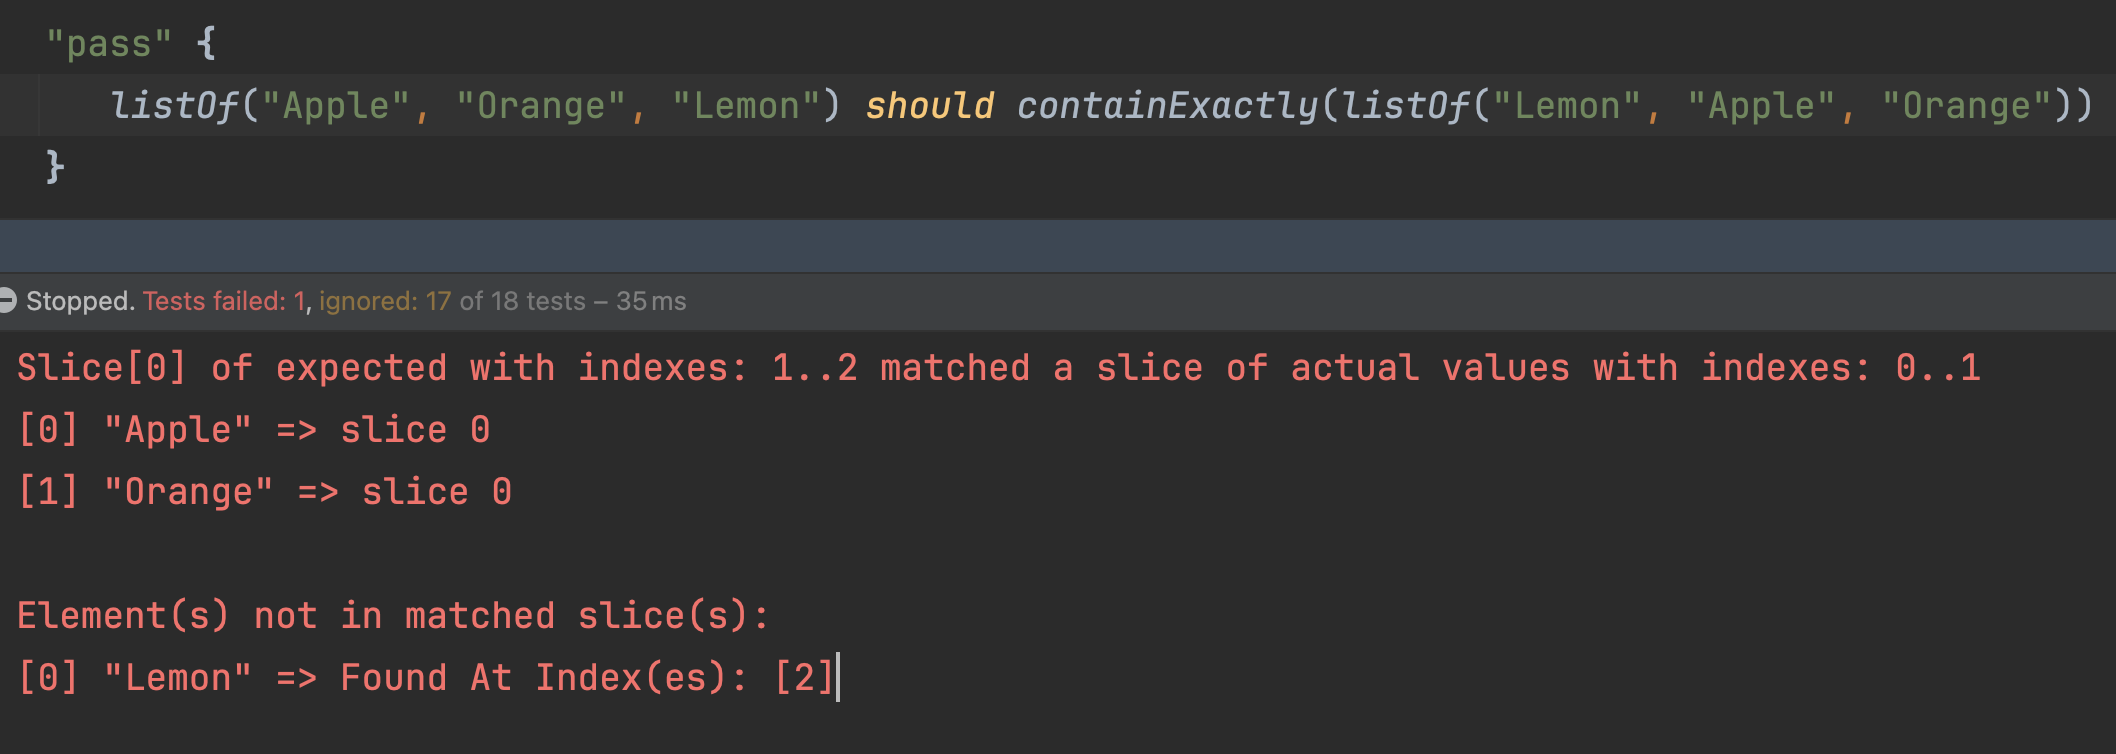 "pass" {
listOf("Apple", "Orange", "Lemon") should containExactly(listOf("Lemon", "Apple", "Orange"))
}
Stopped. Tests failed: 1, ignored: 17 of 18 tests – 35 ms
Slice[0] of expected with indexes: 1..2 matched a slice of actual values with indexes: 0..1
[0] "Apple" => slice 0
[1] "Orange" => slice 0
Element(s) not in matched slice(s):
[0] "Lemon" => Found At Index(es): [2]